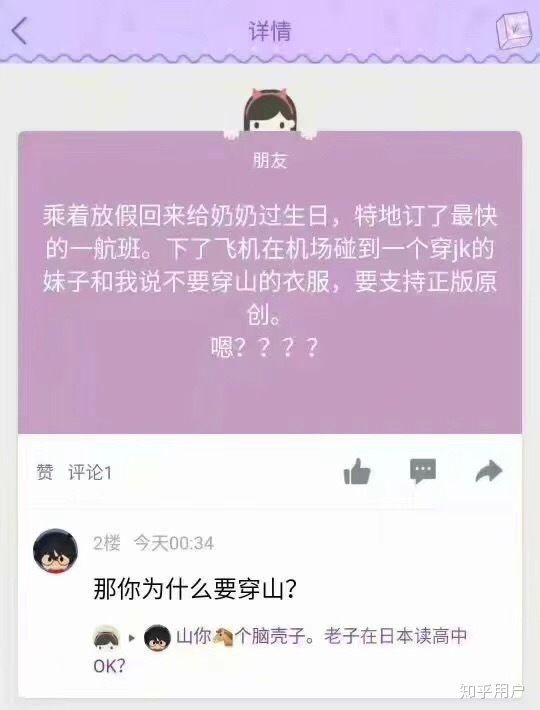 详情
朋友
乘着放假回来给奶奶过生日，特地订了最快
的一航班。下了飞机在机场碰到一个穿jk的
妹子和我说不要穿山的衣服，要支持正版原
创。
嗯？？？？
赞 评论1
2楼 今天00:34
那你为什么要穿山？
山你🐴个脑壳子。老子在日本读高中
OK？
知乎用户